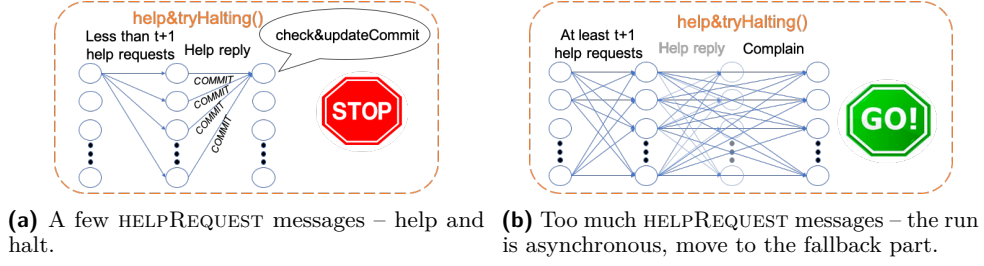 help&tryHalting()
Less than t+1
help requests
Help reply
check&updateCommit
COMMIT
COMMIT
COMMIT
COMMIT
STOP
(a) A few HELPREQUEST messages – help and
halt.
help&tryHalting()
At least t+1
help requests
Help reply
Complain
GO!
(b) Too much HELPREQUEST messages – the run
is asynchronous, move to the fallback part.